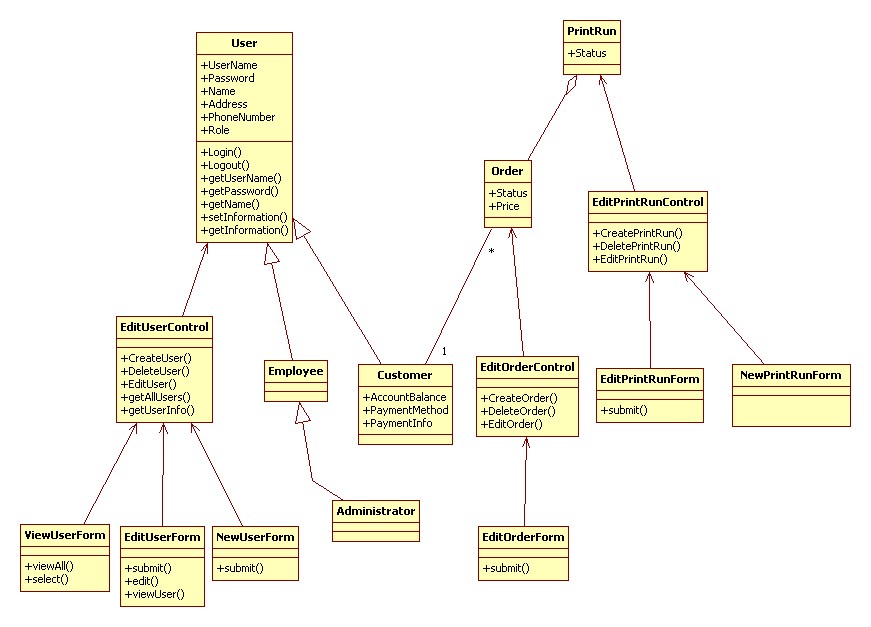 User
+UserName
+Password
+Name
+Address
+PhoneNumber
+Role
+Login()
+Logout()
+getUserName()
+getPassword()
+getName()
+setInformation()
+getInformation()
PrintRun
+Status
Order
+Status
+Price
EditPrintRunControl
+CreatePrintRun()
+DeletePrintRun()
+EditPrintRun()
*
1
EditUserControl
+CreateUser()
+DeleteUser()
+EditUser()
+getAllUsers()
+getUserInfo()
Employee
Customer
+AccountBalance
+PaymentMethod
+PaymentInfo
EditOrderControl
+CreateOrder()
+DeleteOrder()
+EditOrder()
EditPrintRunForm
+submit()
NewPrintRunForm
Administrator
ViewUserForm
+viewAll()
+select()
EditUserForm
+submit()
+edit()
+viewUser()
NewUserForm
+submit()
EditOrderForm
+submit()